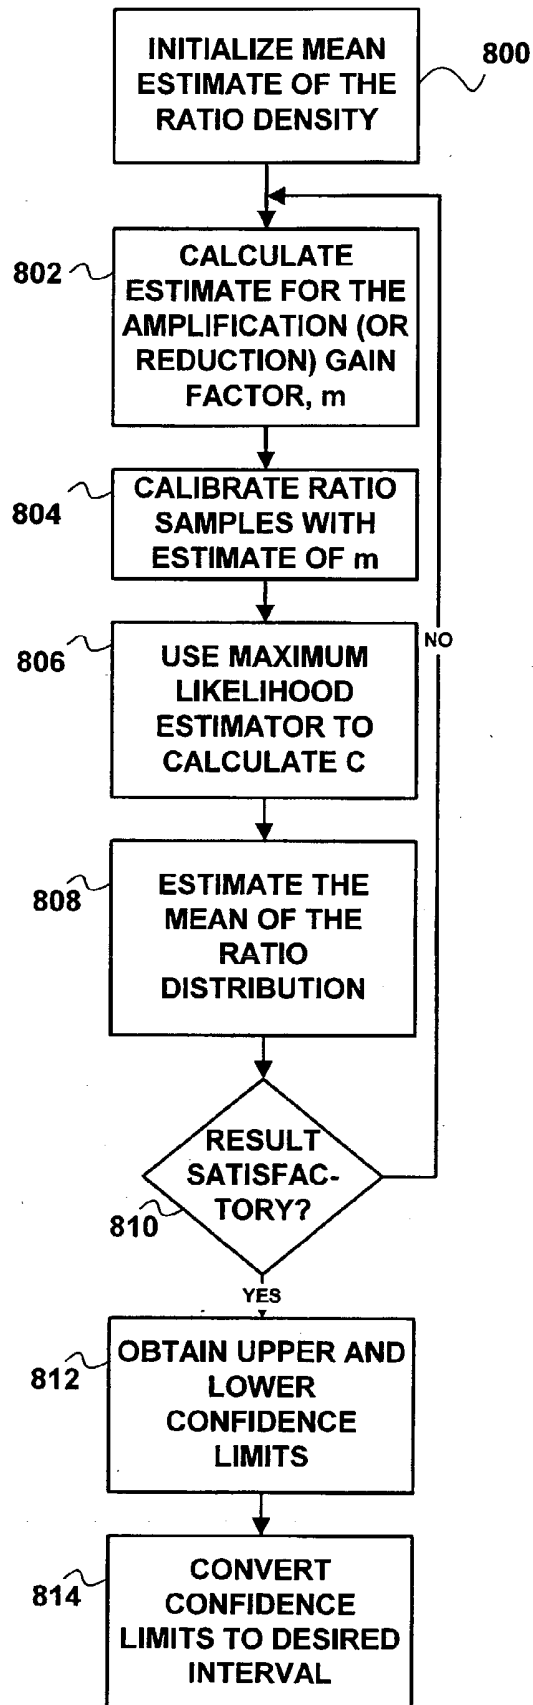 INITIALIZE MEAN
ESTIMATE OF THE
RATIO DENSITY
800
802
CALCULATE
ESTIMATE FOR THE
AMPLIFICATION (OR
REDUCTION) GAIN
FACTOR, m
804
CALIBRATE RATIO
SAMPLES WITH
ESTIMATE OF m
806
USE MAXIMUM
LIKELIHOOD
ESTIMATOR TO
CALCULATE C
NO
808
ESTIMATE THE
MEAN OF THE
RATIO
DISTRIBUTION
RESULT
SATISFAC-
TORY?
810
YES
812
OBTAIN UPPER AND
LOWER
CONFIDENCE
LIMITS
814
CONVERT
CONFIDENCE
LIMITS TO DESIRED
INTERVAL